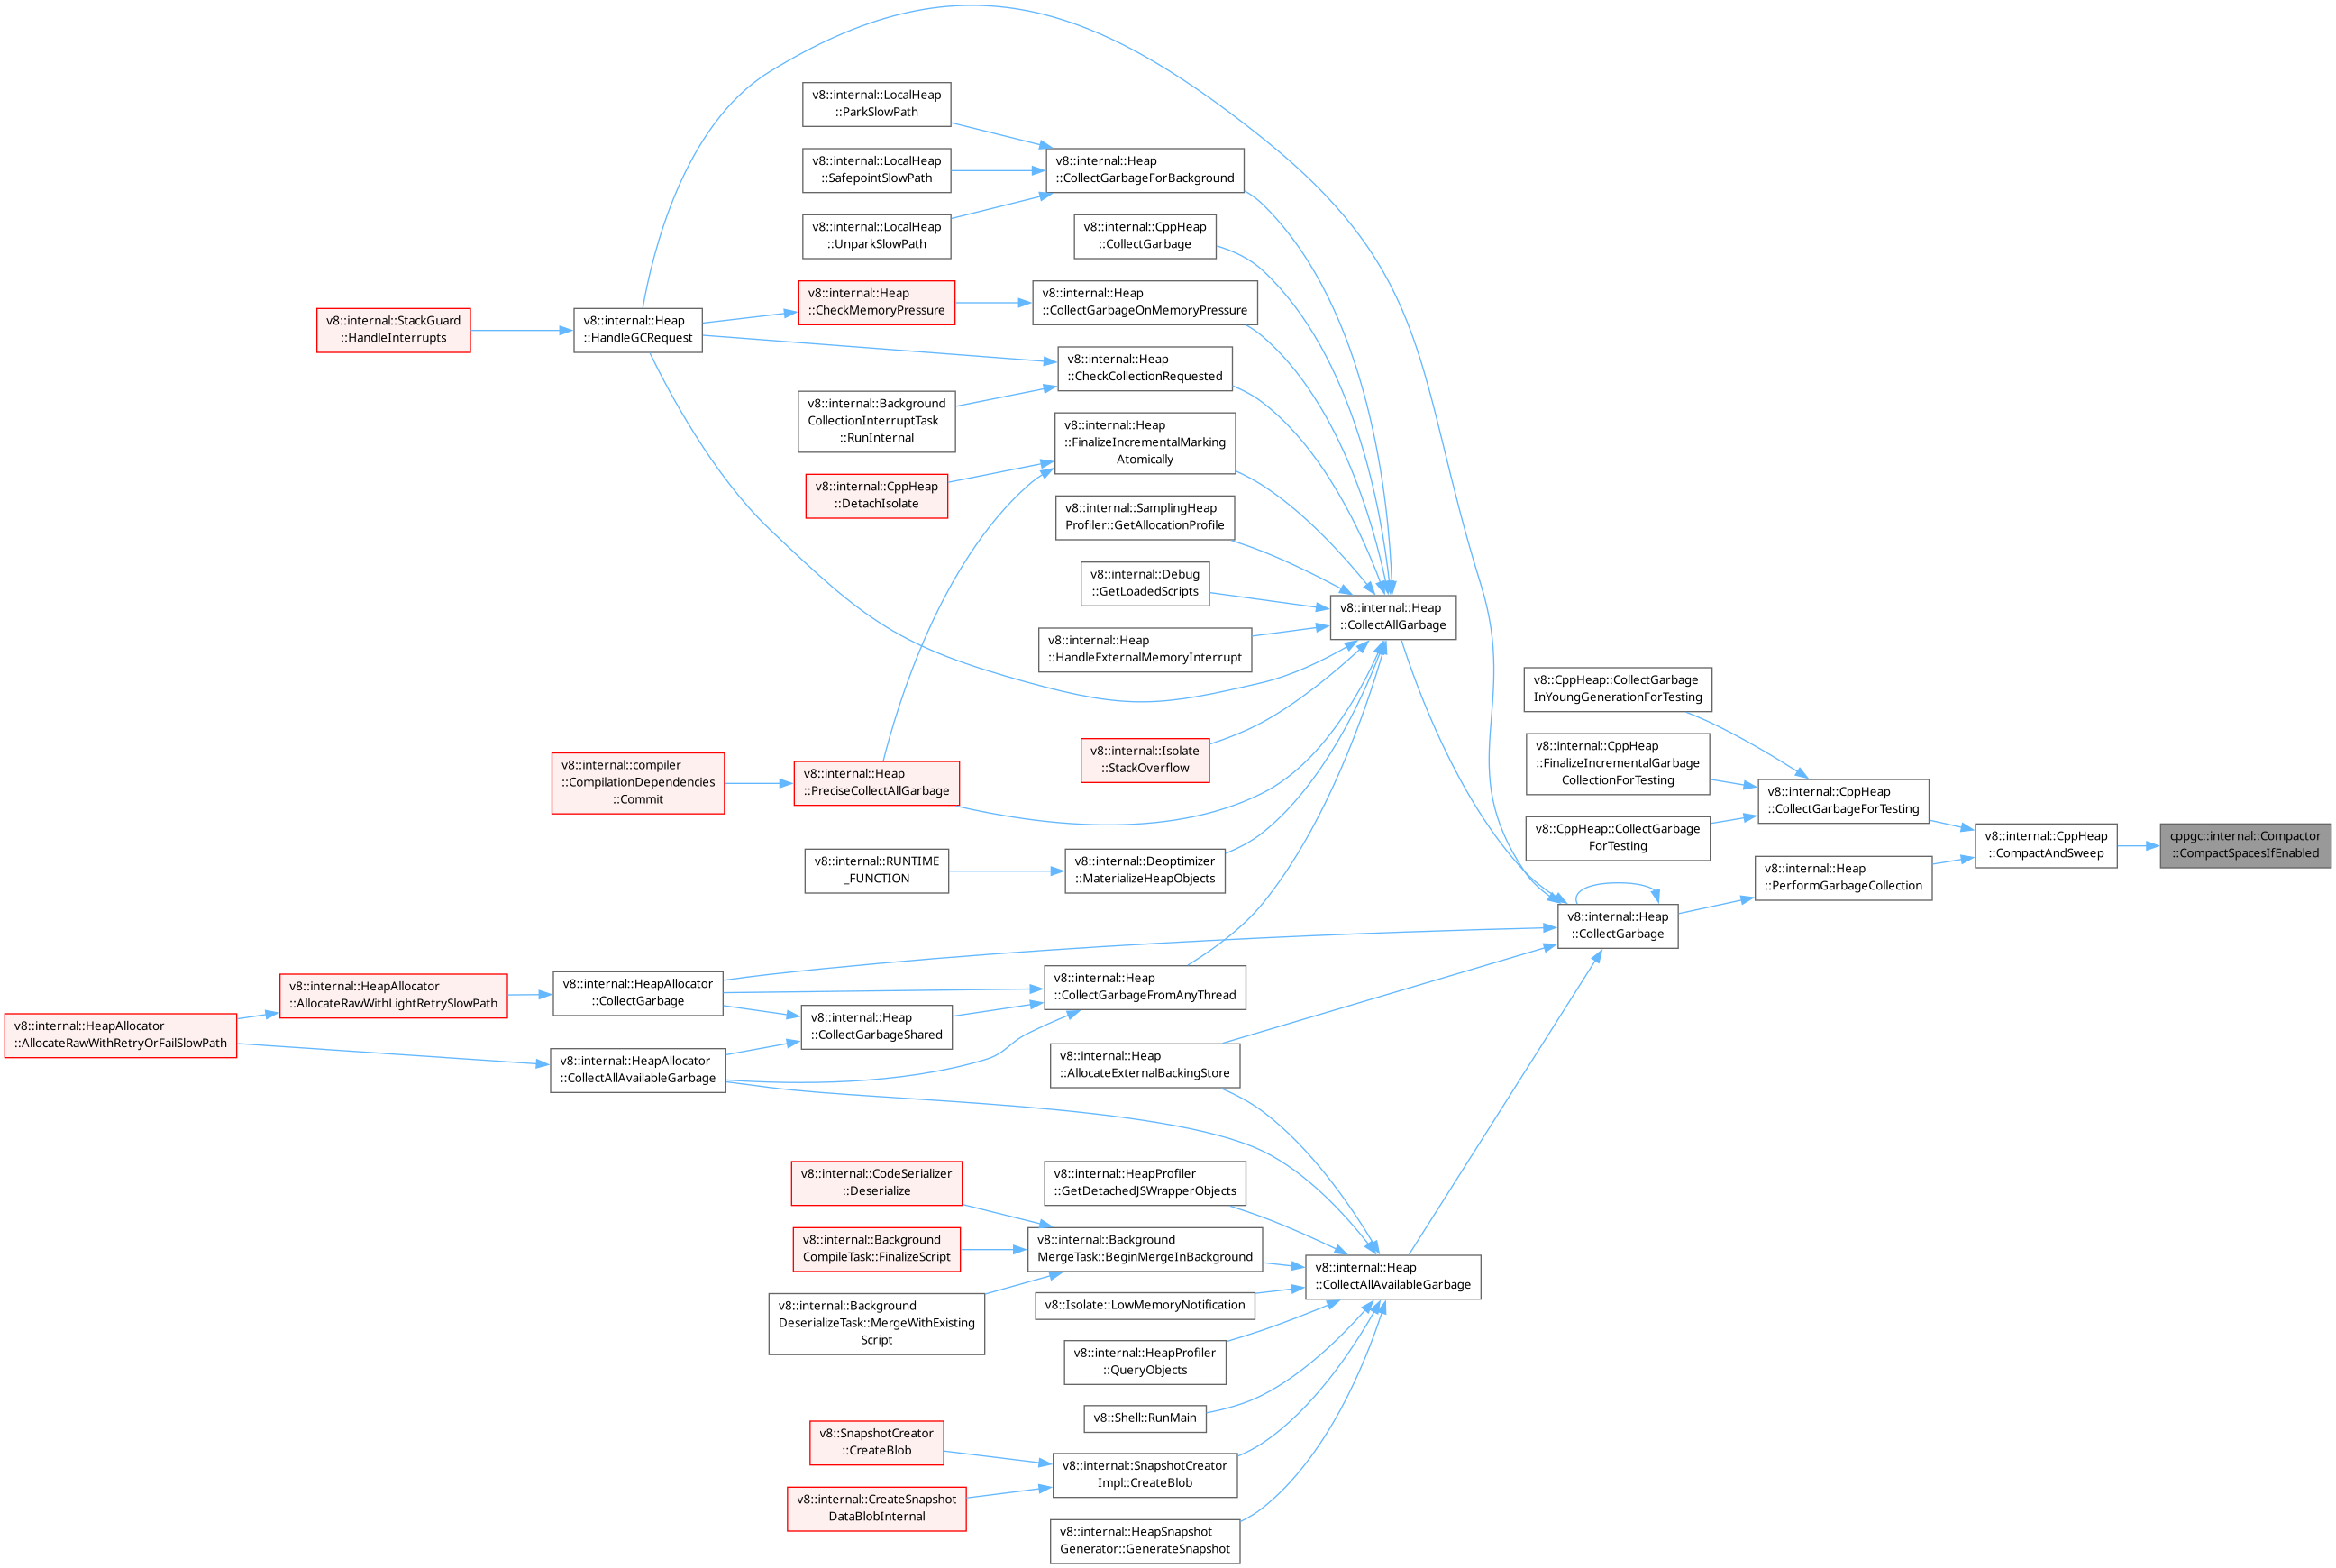 v8::internal::LocalHeap
::ParkSlowPath
v8::internal::LocalHeap
::SafepointSlowPath
v8::internal::Heap
::CollectGarbageForBackground
v8::internal::LocalHeap
::UnparkSlowPath
v8::internal::CppHeap
::CollectGarbage
v8::internal::StackGuard
::HandleInterrupts
v8::internal::Heap
::HandleGCRequest
v8::internal::Heap
::CheckMemoryPressure
v8::internal::Heap
::CollectGarbageOnMemoryPressure
v8::internal::Heap
::CheckCollectionRequested
v8::internal::Background
CollectionInterruptTask
::RunInternal
v8::internal::Heap
::FinalizeIncrementalMarking
Atomically
v8::internal::CppHeap
::DetachIsolate
v8::internal::SamplingHeap
Profiler::GetAllocationProfile
v8::internal::Debug
::GetLoadedScripts
v8::internal::Heap
::CollectAllGarbage
v8::internal::Heap
::HandleExternalMemoryInterrupt
v8::CppHeap::CollectGarbage
InYoungGenerationForTesting
v8::internal::Isolate
::StackOverflow
v8::internal::CppHeap
::FinalizeIncrementalGarbage
CollectionForTesting
v8::internal::compiler
::CompilationDependencies
::Commit
v8::internal::Heap
::PreciseCollectAllGarbage
v8::internal::CppHeap
::CollectGarbageForTesting
v8::CppHeap::CollectGarbage
ForTesting
v8::internal::CppHeap
::CompactAndSweep
cppgc::internal::Compactor
::CompactSpacesIfEnabled
v8::internal::RUNTIME
_FUNCTION
v8::internal::Deoptimizer
::MaterializeHeapObjects
v8::internal::Heap
::PerformGarbageCollection
v8::internal::Heap
::CollectGarbage
v8::internal::HeapAllocator
::AllocateRawWithLightRetrySlowPath
v8::internal::HeapAllocator
::CollectGarbage
v8::internal::Heap
::CollectGarbageFromAnyThread
v8::internal::HeapAllocator
::AllocateRawWithRetryOrFailSlowPath
v8::internal::Heap
::CollectGarbageShared
v8::internal::HeapAllocator
::CollectAllAvailableGarbage
v8::internal::Heap
::AllocateExternalBackingStore
v8::internal::CodeSerializer
::Deserialize
v8::internal::HeapProfiler
::GetDetachedJSWrapperObjects
v8::internal::Background
CompileTask::FinalizeScript
v8::internal::Background
MergeTask::BeginMergeInBackground
v8::internal::Heap
::CollectAllAvailableGarbage
v8::internal::Background
DeserializeTask::MergeWithExisting
Script
v8::Isolate::LowMemoryNotification
v8::internal::HeapProfiler
::QueryObjects
v8::Shell::RunMain
v8::SnapshotCreator
::CreateBlob
v8::internal::SnapshotCreator
Impl::CreateBlob
v8::internal::CreateSnapshot
DataBlobInternal
v8::internal::HeapSnapshot
Generator::GenerateSnapshot